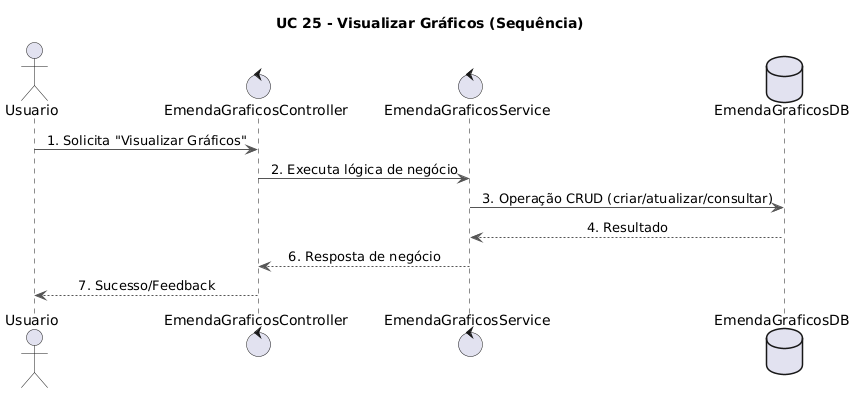 UC 25 - Visualizar Gráficos (Sequência)
Usuario
EmendaGraficosController
EmendaGraficosService
EmendaGraficosDB
1. Solicita "Visualizar Gráficos"
2. Executa lógica de negócio
3. Operação CRUD (criar/atualizar/consultar)
4. Resultado
6. Resposta de negócio
7. Sucesso/Feedback
Usuario
EmendaGraficosController
EmendaGraficosService
EmendaGraficosDB